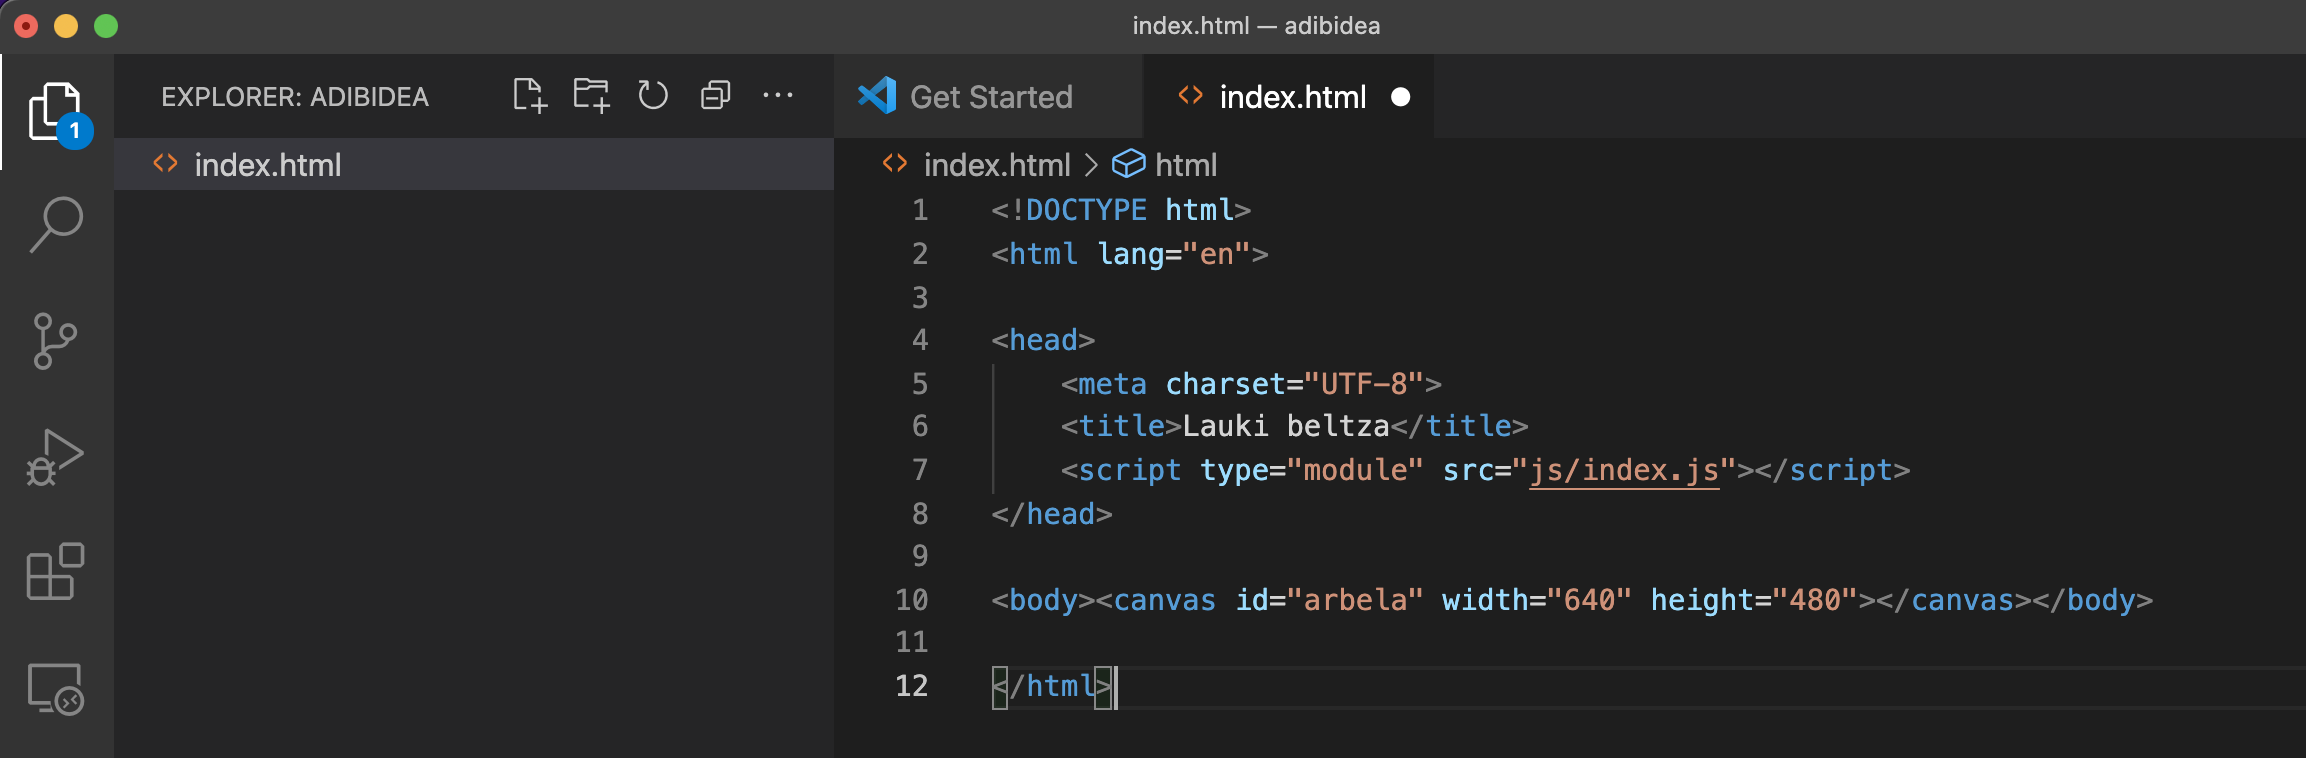 index.html — adibidea
EXPLORER: ADIBIDEA
Get Started
index.html
1
index.html
index.html > html
1 <!DOCTYPE html>
2 <html lang="en">
3
4 <head>
5     <meta charset="UTF-8">
6     <title>Lauki beltza</title>
7     <script type="module" src="js/index.js"></script>
8 </head>
9
10 <body><canvas id="arbela" width="640" height="480"></canvas></body>
11
12 </html>